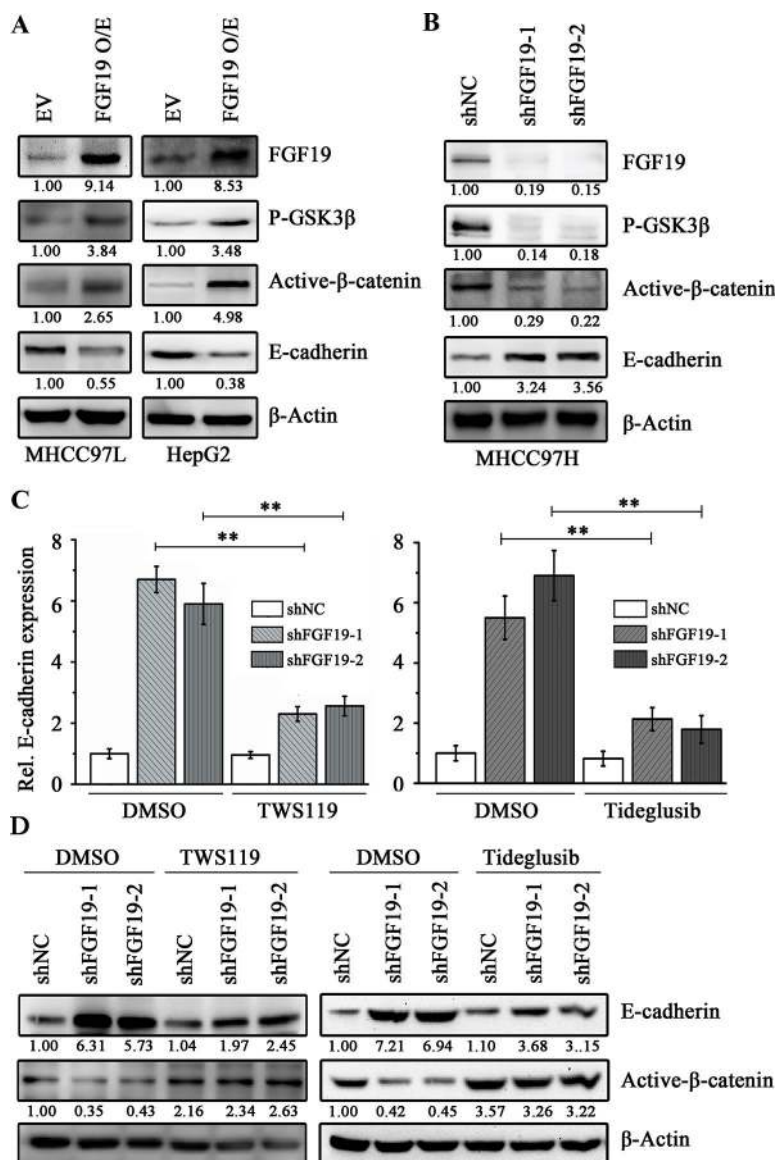 A
EV
FGF19 O/E
EV
FGF19 O/E
FGF19
1.00 9.14 1.00 8.53
P-GSK3β
1.00 3.84 1.00 3.48
Active-β-catenin
1.00 2.65 1.00 4.98
E-cadherin
1.00 0.55 1.00 0.38
β-Actin
MHCC97L HepG2
B
shNC
shFGF19-1
shFGF19-2
FGF19
1.00 0.19 0.15
P-GSK3β
1.00 0.14 0.18
Active-β-catenin
1.00 0.29 0.22
E-cadherin
1.00 3.24 3.56
β-Actin
MHCC97H
C
Rel. E-cadherin expression
8
6
4
2
0
**
**
shNC
shFGF19-1
shFGF19-2
DMSO TWS119
8
6
4
2
0
**
**
shNC
shFGF19-1
shFGF19-2
DMSO Tideglusib
D
DMSO TWS119 DMSO Tideglusib
shNC
shFGF19-1
shFGF19-2
shNC
shFGF19-1
shFGF19-2
shNC
shFGF19-1
shFGF19-2
shNC
shFGF19-1
shFGF19-2
E-cadherin
1.00 6.31 5.73 1.04 1.97 2.45 1.00 7.21 6.94 1.10 3.68 3..15
Active-β-catenin
1.00 0.35 0.43 2.16 2.34 2.63 1.00 0.42 0.45 3.57 3.26 3.22
β-Actin